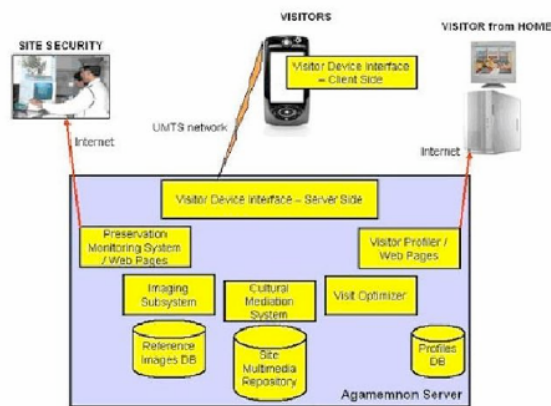 VISITORS
SITE SECURITY
VISITOR from HOME
Visitor Device Interface
– Client Side
Internet
UMTS network
Internet
Visitor Device Interface – Server Side
Preservation
Monitoring System
/ Web Pages
Visitor Profiler /
Web Pages
Imaging
Subsystem
Cultural
Mediation
System
Visit Optimizer
Reference
Images DB
Site
Multimedia
Repository
Profiles
DB
Agamemnon Server